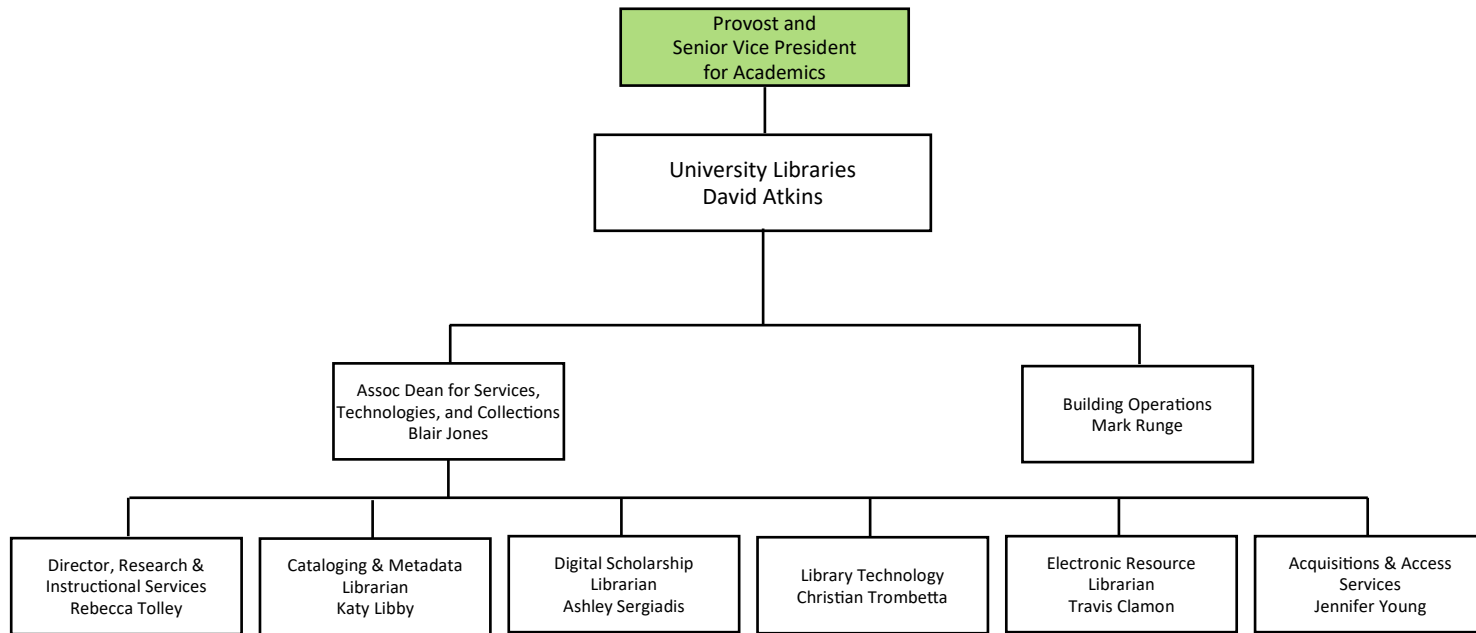 Provost and
Senior Vice President
for Academics
University Libraries
David Atkins
Assoc Dean for Services,
Technologies, and Collections
Blair Jones
Building Operations
Mark Runge
Director, Research &
Instructional Services
Rebecca Tolley
Cataloging & Metadata
Librarian
Katy Libby
Digital Scholarship
Librarian
Ashley Sergiadis
Library Technology
Christian Trombetta
Electronic Resource
Librarian
Travis Clamon
Acquisitions & Access
Services
Jennifer Young